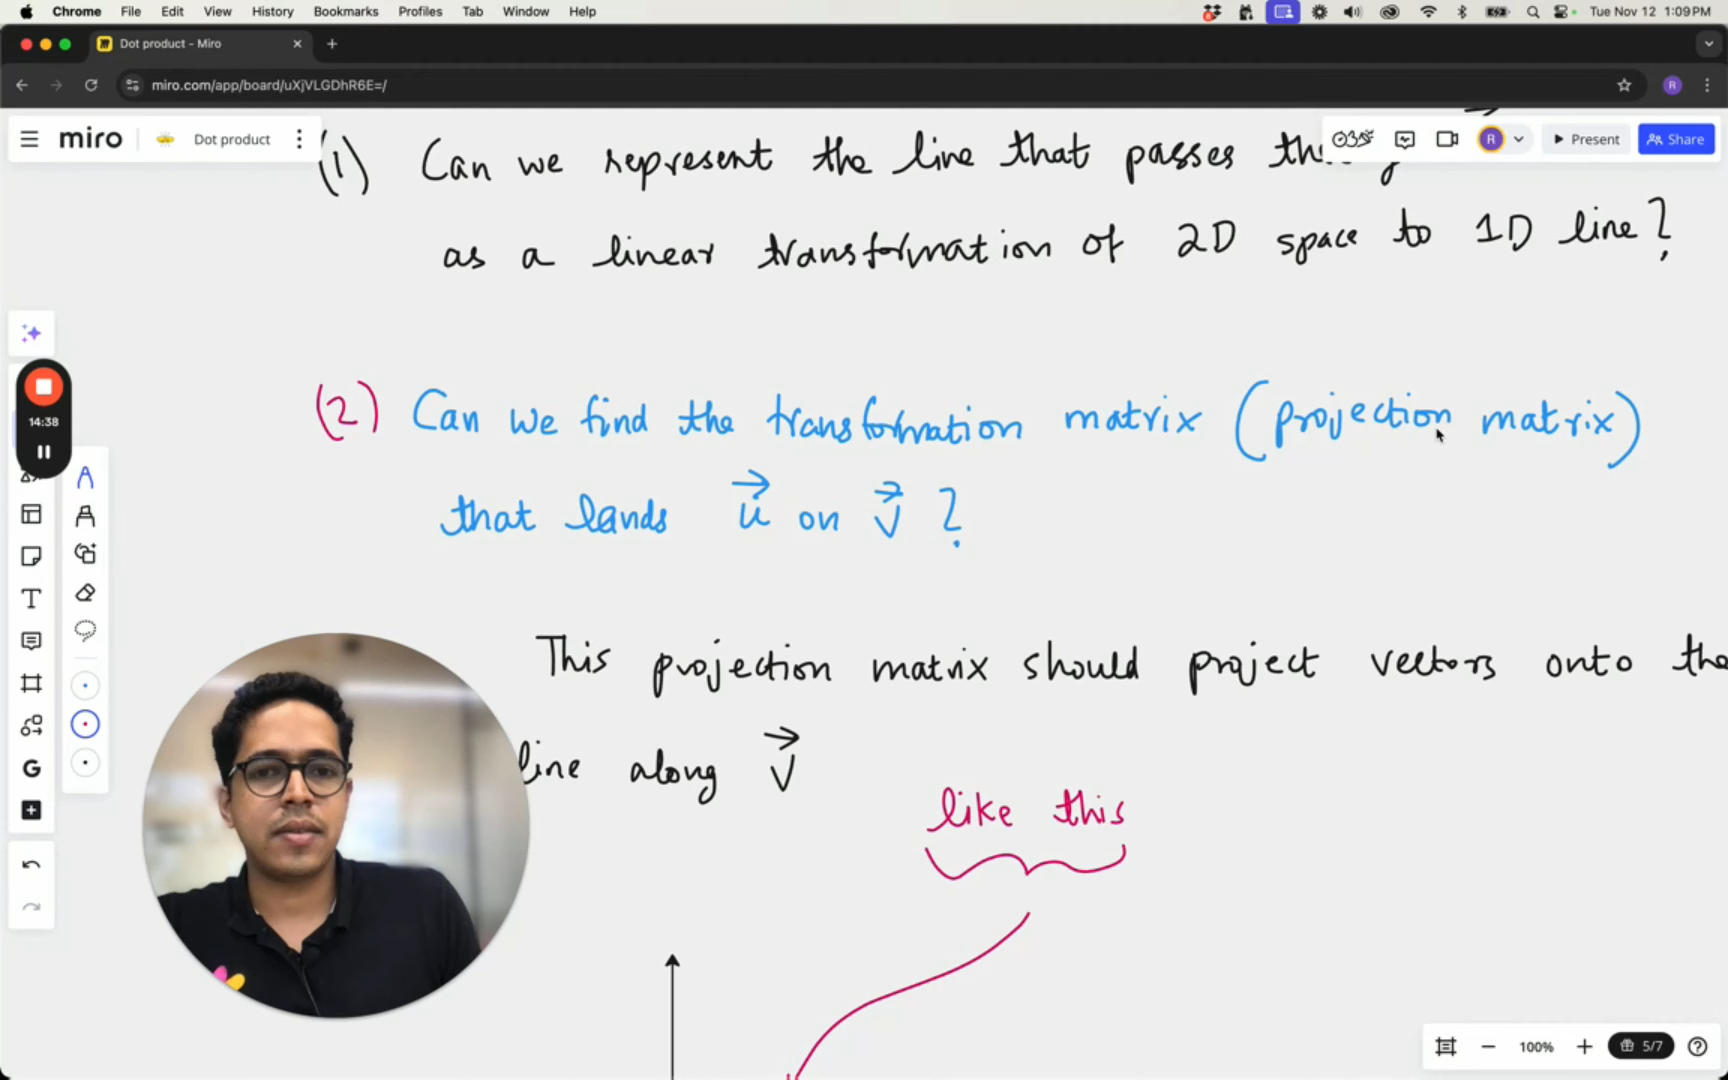 Chrome File Edit View History Bookmarks Profiles Tab Window Help Tue Nov 12 1:09 PM
Dot product - Miro
miro.com/app/board/uXjVLGDhR6E=/ R
miro Dot product R Present Share
(1) Can we represent the line that passes
as a linear transformation of 2D space to 1D line?
14:38
(2) Can we find the transformation matrix (projection matrix)
that lands u on v ?
This projection matrix should project vectors onto the
line along v
like this
T
G
100% 5/7